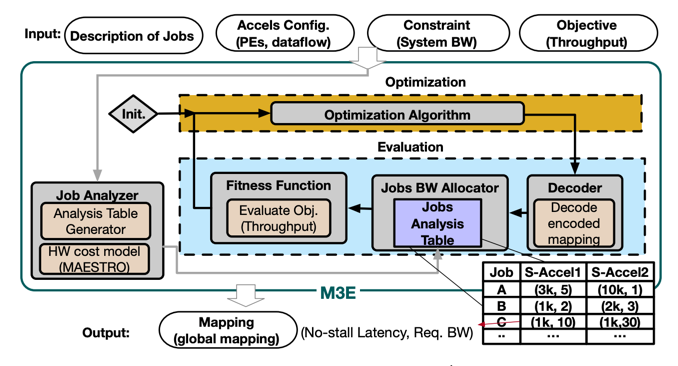 Input:
Description of Jobs
Accels Config.
(PEs, dataflow)
Constraint
(System BW)
Objective
(Throughput)
Optimization
Init.
Optimization Algorithm
Evaluation
Job Analyzer
Analysis Table
Generator
HW cost model
(MAESTRO)
Fitness Function
Evaluate Obj.
(Throughput)
Jobs BW Allocator
Jobs
Analysis
Table
Decoder
Decode
encoded
mapping
M3E
Job S-Accel1 S-Accel2
A (3k, 5) (10k, 1)
B (1k, 2) (2k, 3)
C (1k, 10) (1k,30)
.. ... ...
Output:
Mapping
(global mapping)
(No-stall Latency, Req. BW)